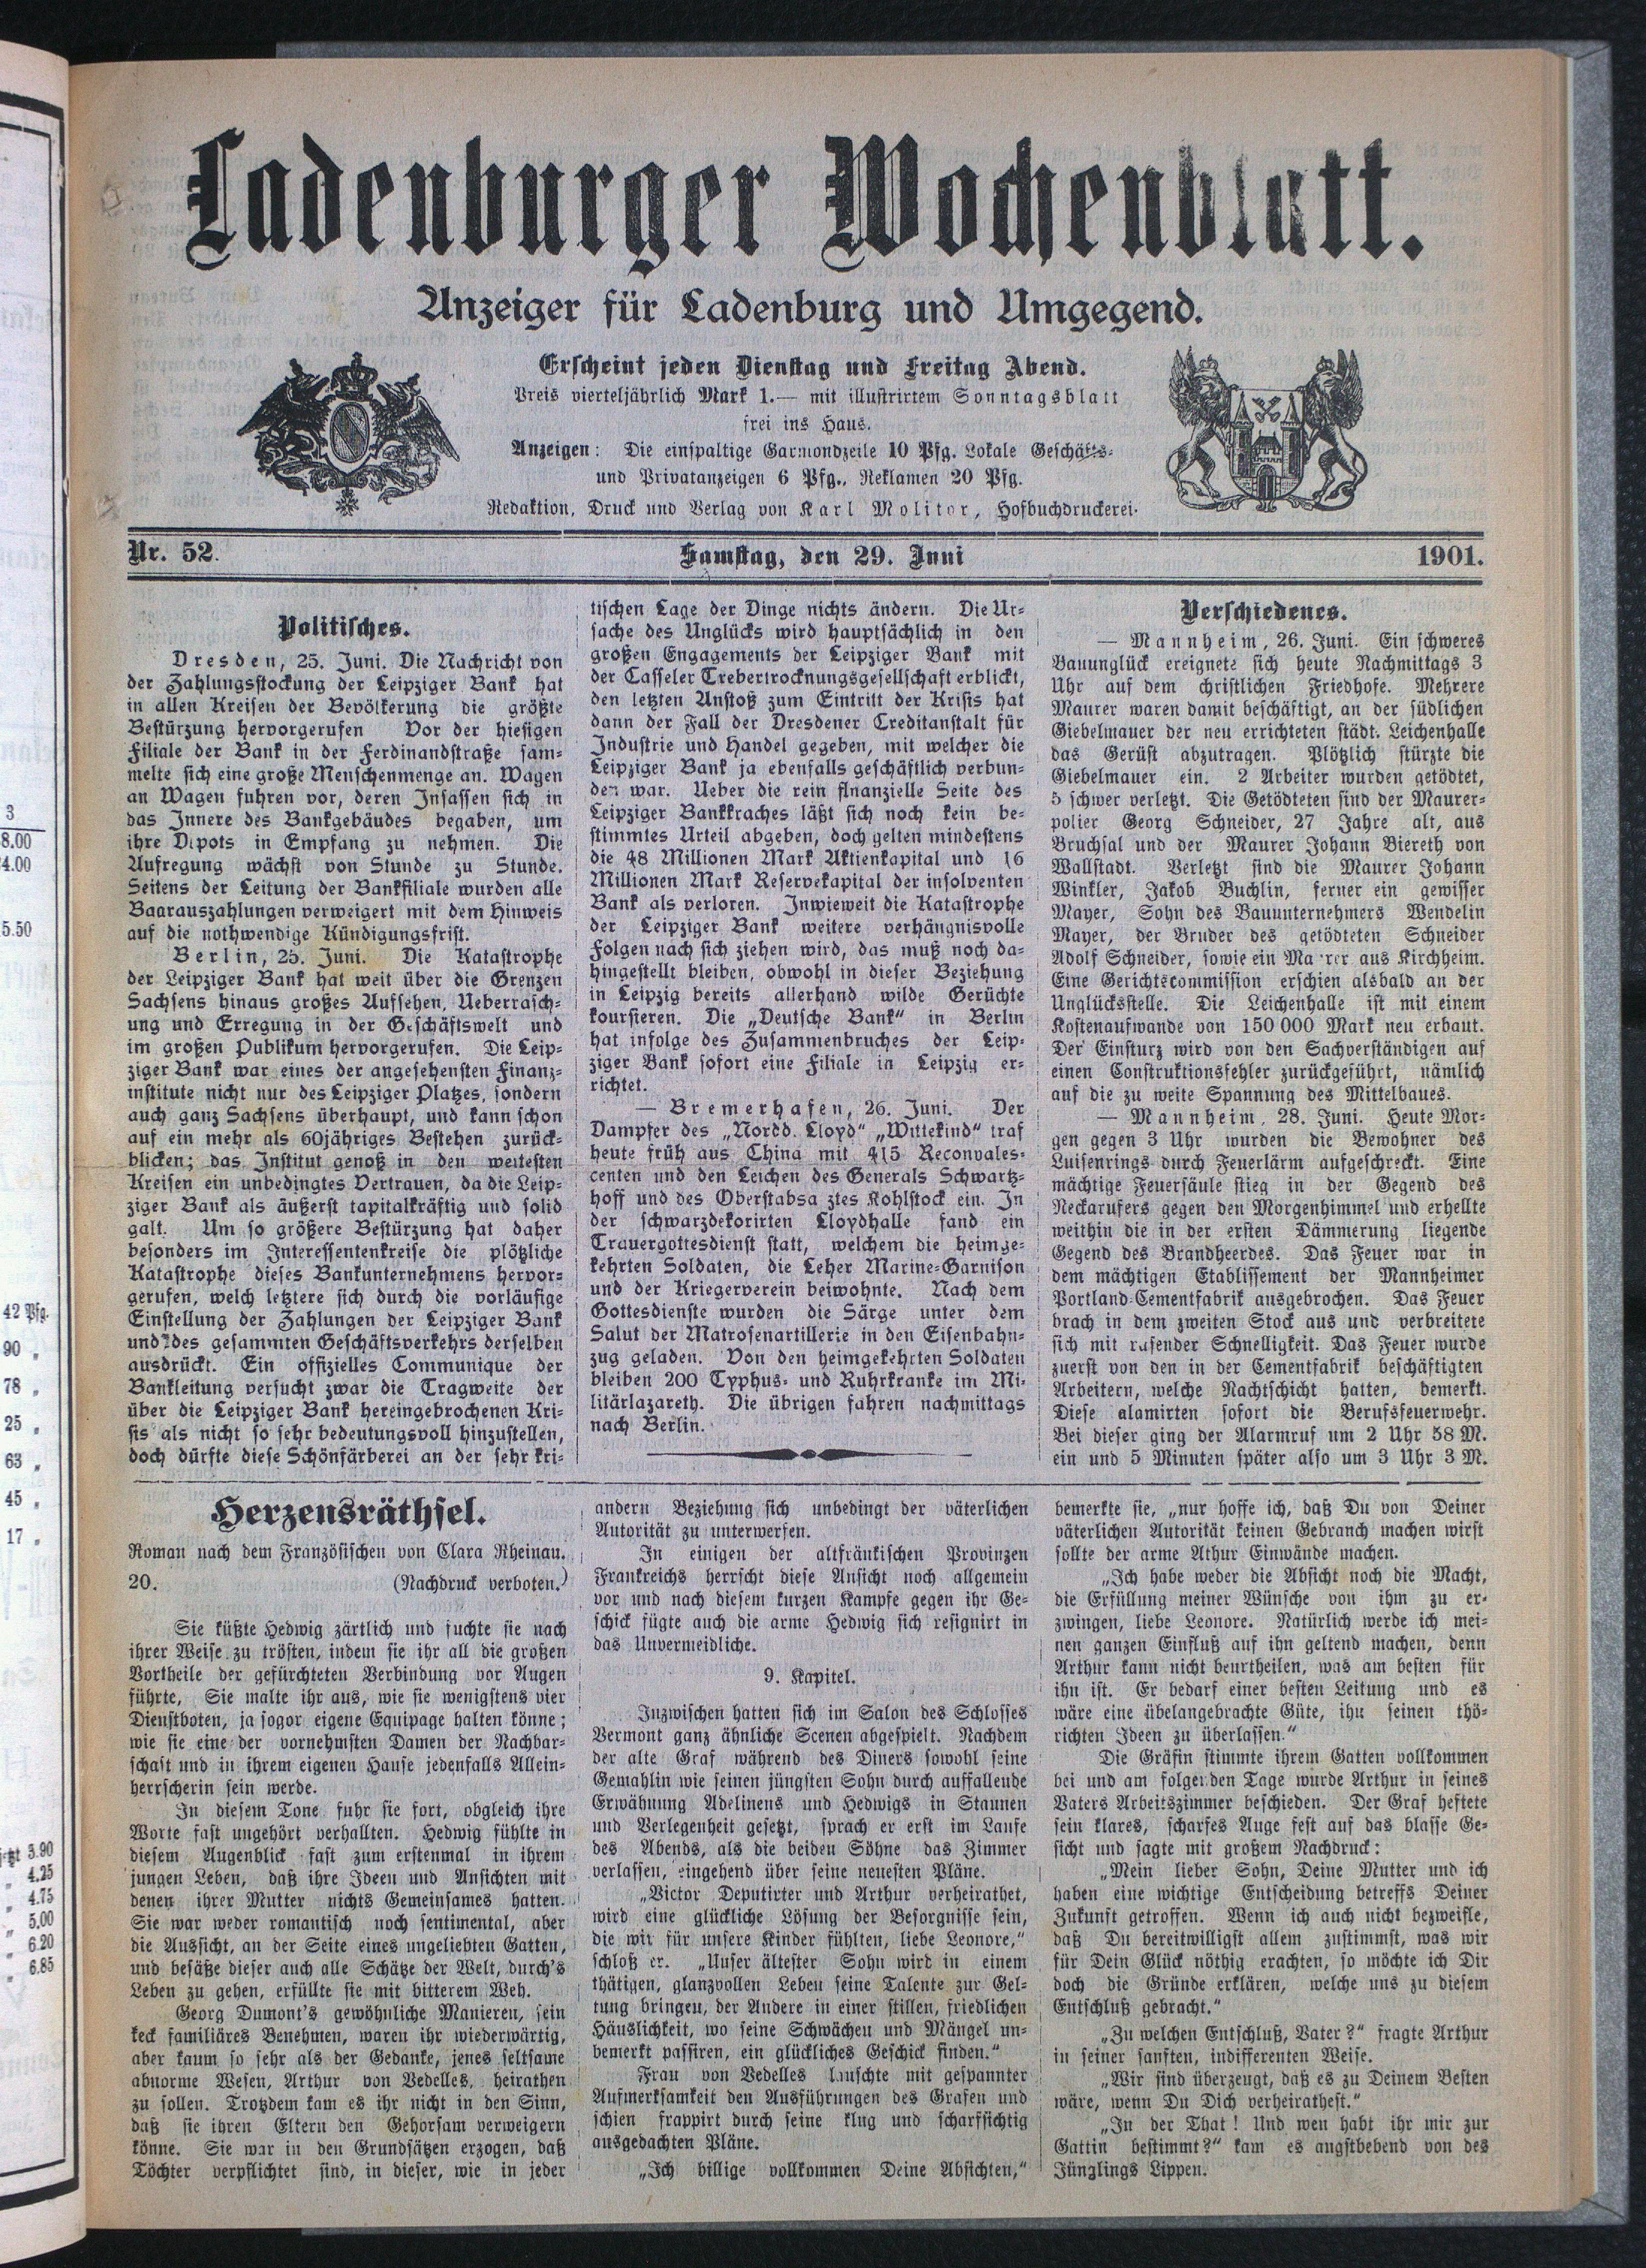 Ladenburger Wochenblatt.
Anzeiger für Ladenburg und Umgegend.
Erscheint jeden Dienstag und Freitag Abend.
Preis vierteljährlich Mark 1.— mit illustrirtem Sonntagsblatt
frei ins Haus.
Anzeigen: Die einspaltige Garmondzeile 10 Pfg. Lokale Geschäfts-
und Privatanzeigen 6 Pfg., Reklamen 20 Pfg.
Redaktion, Druck und Verlag von Karl Molitor, Hofbuchdruckerei.
Nr. 52.
Samstag, den 29. Juni
1901.
Politisches.
Dresden, 25. Juni. Die Nachricht von
der Zahlungsstockung der Leipziger Bank hat
in allen Kreisen der Bevölkerung die größte
Bestürzung hervorgerufen Vor der hiesigen
Filiale der Bank in der Ferdinandstraße sam-
melte sich eine große Menschenmenge an. Wagen
an Wagen fuhren vor, deren Insassen sich in
das Innere des Bankgebäudes begaben, um
ihre Depots in Empfang zu nehmen. Die
Aufregung wächst von Stunde zu Stunde.
Seitens der Leitung der Bankfiliale wurden alle
Baarauszahlungen verweigert mit dem Hinweis
auf die nothwendige Kündigungsfrist.
Berlin, 25. Juni. Die Katastrophe
der Leipziger Bank hat weit über die Grenzen
Sachsens hinaus großes Aufsehen, Ueberrasch-
ung und Erregung in der Geschäftswelt und
im großen Publikum hervorgerufen. Die Leip-
ziger Bank war eines der angesehensten Finanz-
institute nicht nur des Leipziger Platzes, sondern
auch ganz Sachsens überhaupt, und kann schon
auf ein mehr als 60jähriges Bestehen zurück-
blicken; das Institut genoß in den weitesten
Kreisen ein unbedingtes Vertrauen, da die Leip-
ziger Bank als äußerst tapitalkräftig und solid
galt. Um so größere Bestürzung hat daher
besonders im Interessentenkreise die plötzliche
Katastrophe dieses Bankunternehmens hervor-
gerufen, welch letztere sich durch die vorläufige
Einstellung der Zahlungen der Leipziger Bank
und des gesammten Geschäftsverkehrs derselben
ausdrückt. Ein offizielles Communique der
Bankleitung versucht zwar die Tragweite der
über die Leipziger Bank hereingebrochenen Kri-
sis als nicht so sehr bedeutungsvoll hinzustellen,
doch dürfte diese Schönfärberei an der sehr kri-
tischen Lage der Dinge nichts ändern. Die Ur-
sache des Unglücks wird hauptsächlich in den
großen Engagements der Leipziger Bank mit
der Casseler Trebertrocknungsgesellschaft erblickt,
den letzten Anstoß zum Eintritt der Krisis hat
dann der Fall der Dresdener Creditanstalt für
Industrie und Handel gegeben, mit welcher die
Leipziger Bank ja ebenfalls geschäftlich verbun-
den war. Ueber die rein finanzielle Seite des
Leipziger Bankkraches läßt sich noch kein be-
stimmtes Urteil abgeben, doch gelten mindestens
die 48 Millionen Mark Aktienkapital und 16
Millionen Mark Reservekapital der insolventen
Bank als verloren. Inwieweit die Katastrophe
der Leipziger Bank weitere verhängnisvolle
Folgen nach sich ziehen wird, das muß noch da-
hingestellt bleiben, obwohl in dieser Beziehung
in Leipzig bereits allerhand wilde Gerüchte
koursieren. Die „Deutsche Bank“ in Berlin
hat infolge des Zusammenbruches der Leip-
ziger Bank sofort eine Filiale in Leipzig er-
richtet.
— Bremerhafen, 26. Juni. Der
Dampfer des „Nordd. Lloyd“ „Wittekind“ traf
heute früh aus China mit 415 Reconvales-
centen und den Leichen des Generals Schwartz-
hoff und des Oberstabsa ztes Kohlstock ein. In
der schwarzdekorirten Lloydhalle fand ein
Trauergottesdienst statt, welchem die heimge-
kehrten Soldaten, die Leher Marine-Garnison
und der Kriegerverein beiwohnte. Nach dem
Gottesdienste wurden die Särge unter dem
Salut der Matrosenartillerie in den Eisenbahn-
zug geladen. Von den heimgekehrten Soldaten
bleiben 200 Typhus- und Ruhrkranke im Mi-
litärlazareth. Die übrigen fahren nachmittags
nach Berlin.
Verschiedenes.
— Mannheim, 26. Juni. Ein schweres
Bauunglück ereignete sich heute Nachmittags 3
Uhr auf dem christlichen Friedhofe. Mehrere
Maurer waren damit beschäftigt, an der südlichen
Giebelmauer der neu errichteten städt. Leichenhalle
das Gerüst abzutragen. Plötzlich stürzte die
Giebelmauer ein. 2 Arbeiter wurden getödtet,
5 schwer verletzt. Die Getödteten sind der Maurer-
polier Georg Schneider, 27 Jahre alt, aus
Bruchsal und der Maurer Johann Biereth von
Wallstadt. Verletzt sind die Maurer Johann
Winkler, Jakob Buchlin, ferner ein gewisser
Mayer, Sohn des Bauunternehmers Wendelin
Mayer, der Bruder des getödteten Schneider
Adolf Schneider, sowie ein Ma rer aus Kirchheim.
Eine Gerichtscommission erschien alsbald an der
Unglücksstelle. Die Leichenhalle ist mit einem
Kostenaufwande von 150 000 Mark neu erbaut.
Der Einsturz wird von den Sachverständigen auf
einen Construktionsfehler zurückgeführt, nämlich
auf die zu weite Spannung des Mittelbaues.
— Mannheim, 28. Juni. Heute Mor-
gen gegen 3 Uhr wurden die Bewohner des
Luisenrings durch Feuerlärm aufgeschreckt. Eine
mächtige Feuersäule stieg in der Gegend des
Neckarufers gegen den Morgenhimmel und erhellte
weithin die in der ersten Dämmerung liegende
Gegend des Brandheerdes. Das Feuer war in
dem mächtigen Etablissement der Mannheimer
Portland-Cementfabrik ausgebrochen. Das Feuer
brach in dem zweiten Stock aus und verbreitete
sich mit rasender Schnelligkeit. Das Feuer wurde
zuerst von den in der Cementfabrik beschäftigten
Arbeitern, welche Nachtschicht hatten, bemerkt.
Diese alamirten sofort die Berufsfeuerwehr.
Bei dieser ging der Alarmruf um 2 Uhr 58 M.
ein und 5 Minuten später also um 3 Uhr 3 M.
Herzensräthsel.
Roman nach dem Französischen von Clara Rheinau.
20. (Nachdruck verboten.)
Sie küßte Hedwig zärtlich und suchte sie nach
ihrer Weise zu trösten, indem sie ihr all die großen
Vortheile der gefürchteten Verbindung vor Augen
führte, Sie malte ihr aus, wie sie wenigstens vier
Dienstboten, ja sogor eigene Equipage halten könne;
wie sie eine der vornehmsten Damen der Nachbar-
schaft und in ihrem eigenen Hause jedenfalls Allein-
herrscherin sein werde.
In diesem Tone fuhr sie fort, obgleich ihre
Worte fast ungehört verhallten. Hedwig fühlte in
diesem Augenblick fast zum erstenmal in ihrem
jungen Leben, daß ihre Ideen und Ansichten mit
denen ihrer Mutter nichts Gemeinsames hatten.
Sie war weder romantisch noch sentimental, aber
die Aussicht, an der Seite eines ungeliebten Gatten,
und besäße dieser auch alle Schätze der Welt, durch's
Leben zu gehen, erfüllte sie mit bitterem Weh.
Georg Dumont's gewöhnliche Manieren, sein
keck familiäres Benehmen, waren ihr wiederwärtig,
aber kaum so sehr als der Gedanke, jenes seltsame
abnorme Wesen, Arthur von Vedelles, heirathen
zu sollen. Trotzdem kam es ihr nicht in den Sinn,
daß sie ihren Eltern den Gehorsam verweigern
könne. Sie war in den Grundsätzen erzogen, daß
Töchter verpflichtet sind, in dieser, wie in jeder
andern Beziehung sich unbedingt der väterlichen
Autorität zu unterwerfen.
In einigen der altfränkischen Provinzen
Frankreichs herrscht diese Ansicht noch allgemein
vor und nach diesem kurzen Kampfe gegen ihr Ge-
schick fügte auch die arme Hedwig sich resignirt in
das Unvermeidliche.
9. Kapitel.
Inzwischen hatten sich im Salon des Schlosses
Vermont ganz ähnliche Scenen abgespielt. Nachdem
der alte Graf während des Diners sowohl seine
Gemahlin wie seinen jüngsten Sohn durch auffallende
Erwähnung Adelinens und Hedwigs in Staunen
und Verlegenheit gesetzt, sprach er erst im Laufe
des Abends, als die beiden Söhne das Zimmer
verlassen, eingehend über seine neuesten Pläne.
„Victor Deputirter und Arthur verheirathet,
wird eine glückliche Lösung der Besorgnisse sein,
die wir für unsere Kinder fühlten, liebe Leonore,“
schloß er. „Unser ältester Sohn wird in einem
thätigen, glanzvollen Leben seine Talente zur Gel-
tung bringen, der Andere in einer stillen, friedlichen
Häuslichkeit, wo seine Schwächen und Mängel un-
bemerkt passiren, ein glückliches Geschick finden.“
Frau von Vedelles lauschte mit gespannter
Aufmerksamkeit den Ausführungen des Grafen und
schien frappirt durch seine klug und scharfsichtig
ausgedachten Pläne.
„Ich billige vollkommen Deine Absichten,“
bemerkte sie, „nur hoffe ich, daß Du von Deiner
väterlichen Autorität keinen Gebrauch machen wirst
sollte der arme Athur Einwände machen.
„Ich habe weder die Absicht noch die Macht,
die Erfüllung meiner Wünsche von ihm zu er-
zwingen, liebe Leonore. Natürlich werde ich mei-
nen ganzen Einfluß auf ihn geltend machen, denn
Arthur kann nicht beurtheilen, was am besten für
ihn ist. Er bedarf einer besten Leitung und es
wäre eine übelangebrachte Güte, ihn seinen thö-
richten Ideen zu überlassen.“
Die Gräfin stimmte ihrem Gatten vollkommen
bei und am folgenden Tage wurde Arthur in seines
Vaters Arbeitszimmer beschieden. Der Graf heftete
sein klares, scharfes Auge fest auf das blasse Ge-
sicht und sagte mit großem Nachdruck:
„Mein lieber Sohn, Deine Mutter und ich
haben eine wichtige Entscheidung betreffs Deiner
Zukunft getroffen. Wenn ich auch nicht bezweifle,
daß Du bereitwilligst allem zustimmst, was wir
für Dein Glück nöthig erachten, so möchte ich Dir
doch die Gründe erklären, welche uns zu diesem
Entschluß gebracht.“
„Zu welchen Entschluß, Vater?“ fragte Arthur
in seiner sanften, indifferenten Weise.
„Wir sind überzeugt, daß es zu Deinem Besten
wäre, wenn Du Dich verheirathest.“
„In der That! Und wen habt ihr mir zur
Gattin bestimmt?“ kam es angstbebend von des
Jünglings Lippen.
3
8.00
4.00
5.50
42 Pfg.
90 „
78 „
25 „
63 „
45 „
17 „
3.90
„ 4.25
„ 4.75
„ 5.00
„ 6.20
„ 6.85